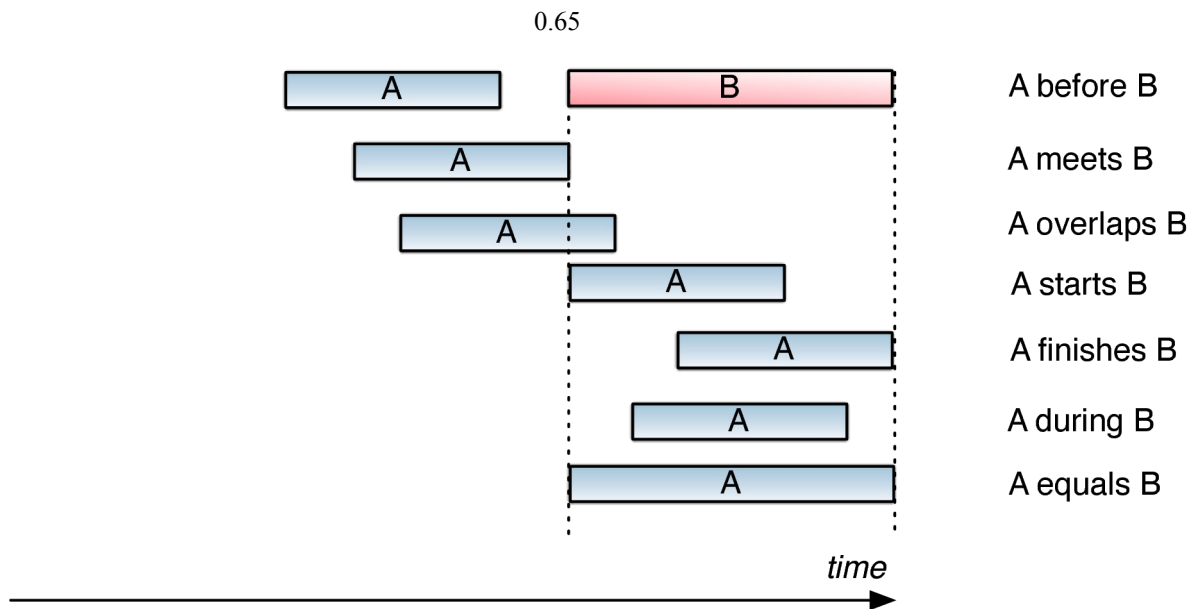 0.65
A B A before B
A A meets B
A A overlaps B
A A starts B
A A finishes B
A A during B
A A equals B
time